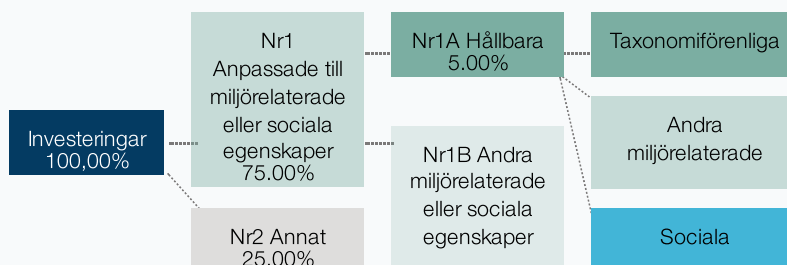 Investeringar
100,00%
Nr1
Anpassade till
miljörelaterade
eller sociala
egenskaper
75.00%
Nr2 Annat
25.00%
Nr1A Hållbara
5.00%
Nr1B Andra
miljörelaterade
eller sociala
egenskaper
Taxonomiförenliga
Andra
miljörelaterade
Sociala